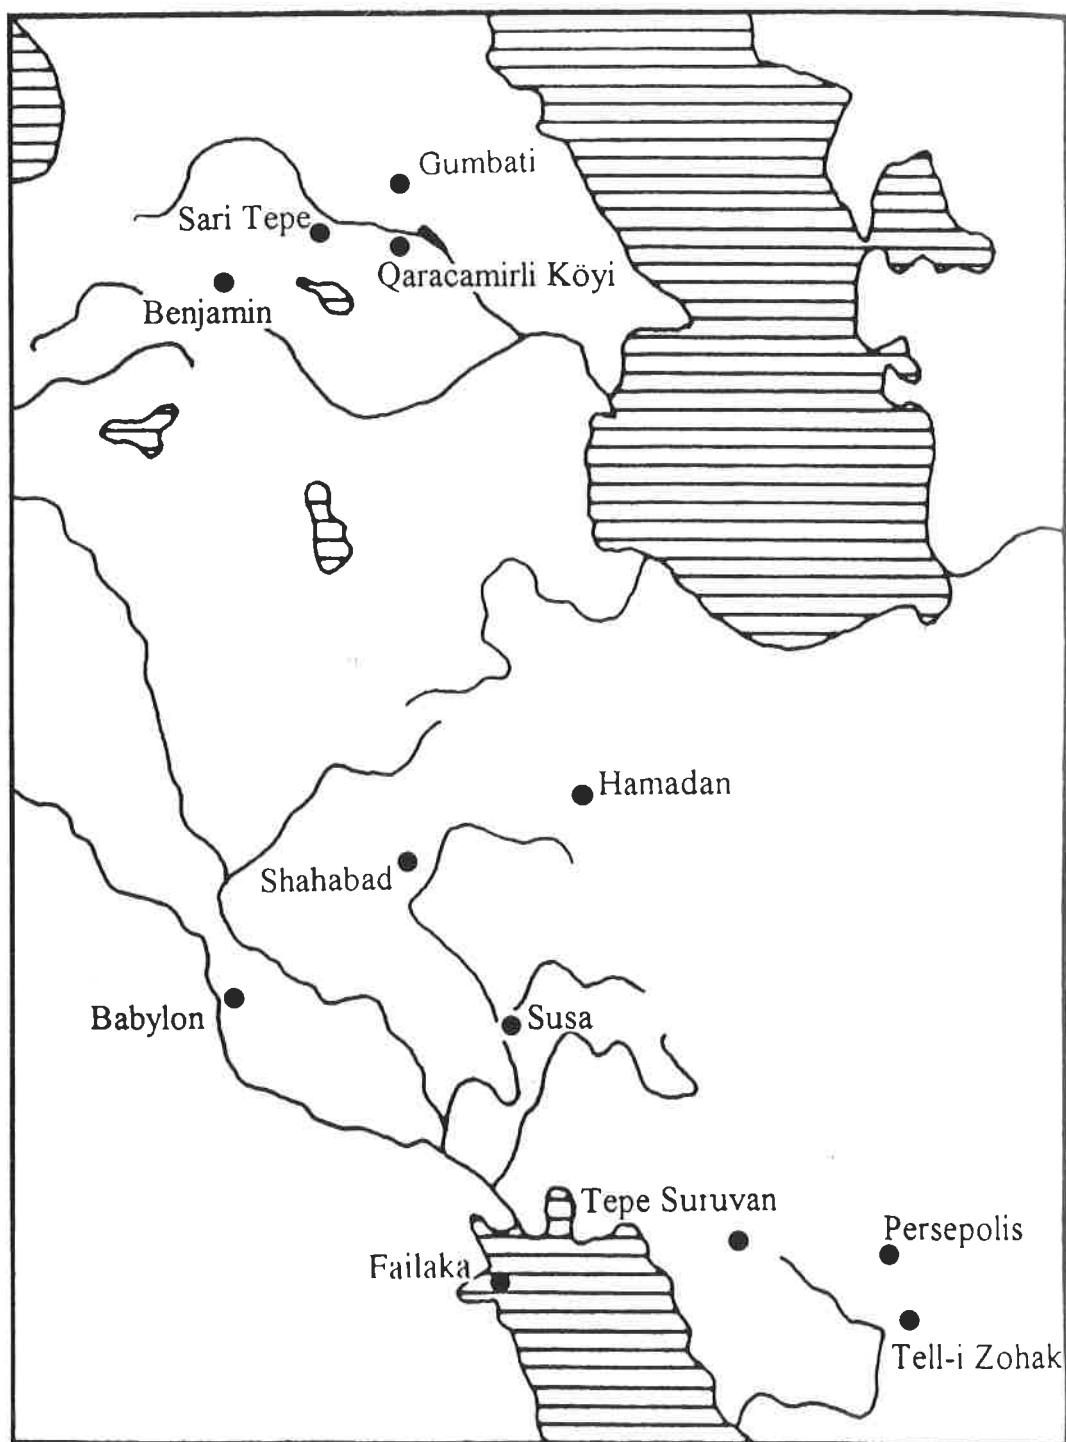 Gumbati
Sari Tepe
Qaracamirli Köyi
Benjamin
Hamadan
Shahabad
Babylon
Susa
Tepe Suruvan
Persepolis
Failaka
Tell-i Zohak